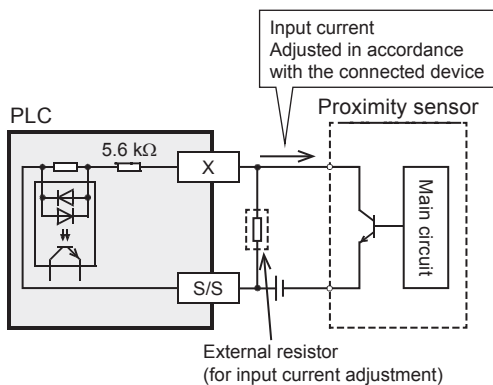 Input current
Adjusted in accordance
with the connected device
PLC
Proximity sensor
5.6 kΩ
X
Main circuit
S/S
External resistor
(for input current adjustment)